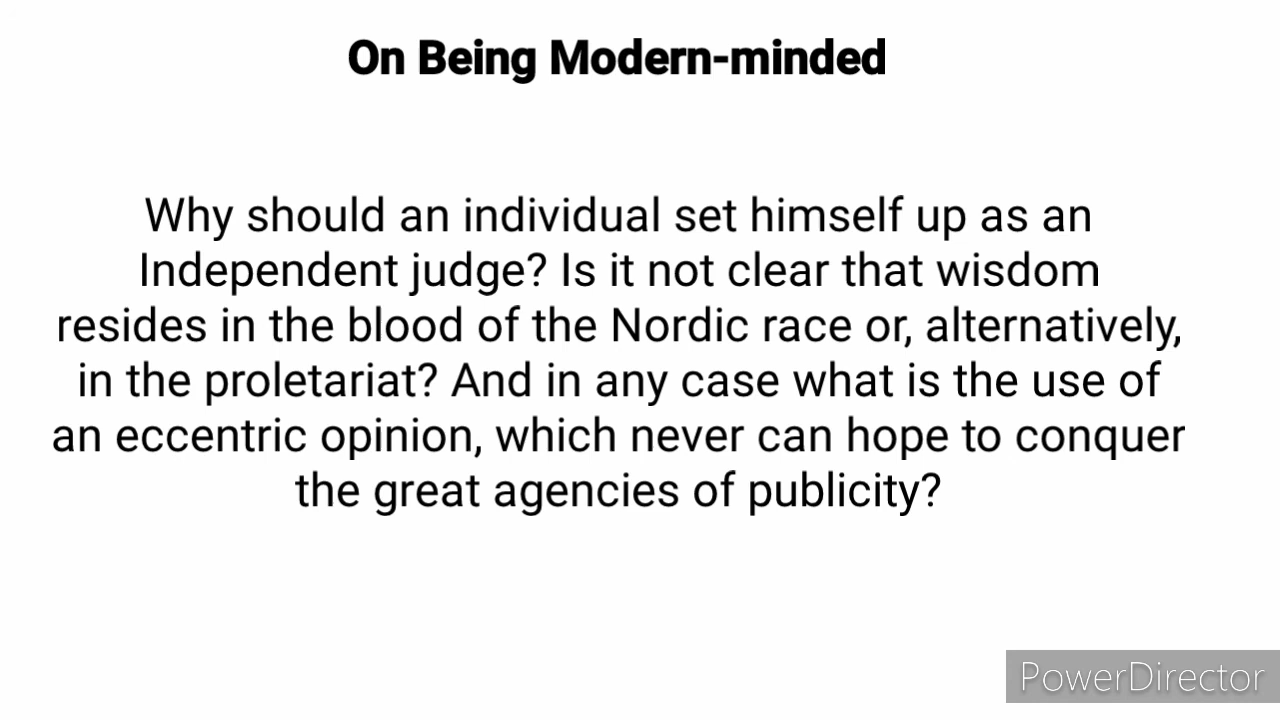 On Being Modern-minded
Why should an individual set himself up as an
Independent judge? Is it not clear that wisdom
resides in the blood of the Nordic race or, alternatively,
in the proletariat? And in any case what is the use of
an eccentric opinion, which never can hope to conquer
the great agencies of publicity?
PowerDirector